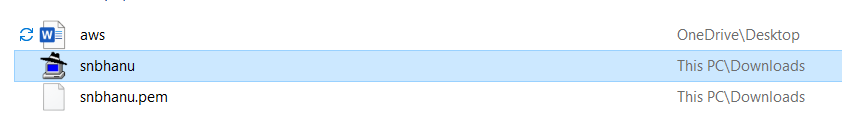 aws OneDrive\Desktop
snbhanu This PC\Downloads
snbhanu.pem This PC\Downloads